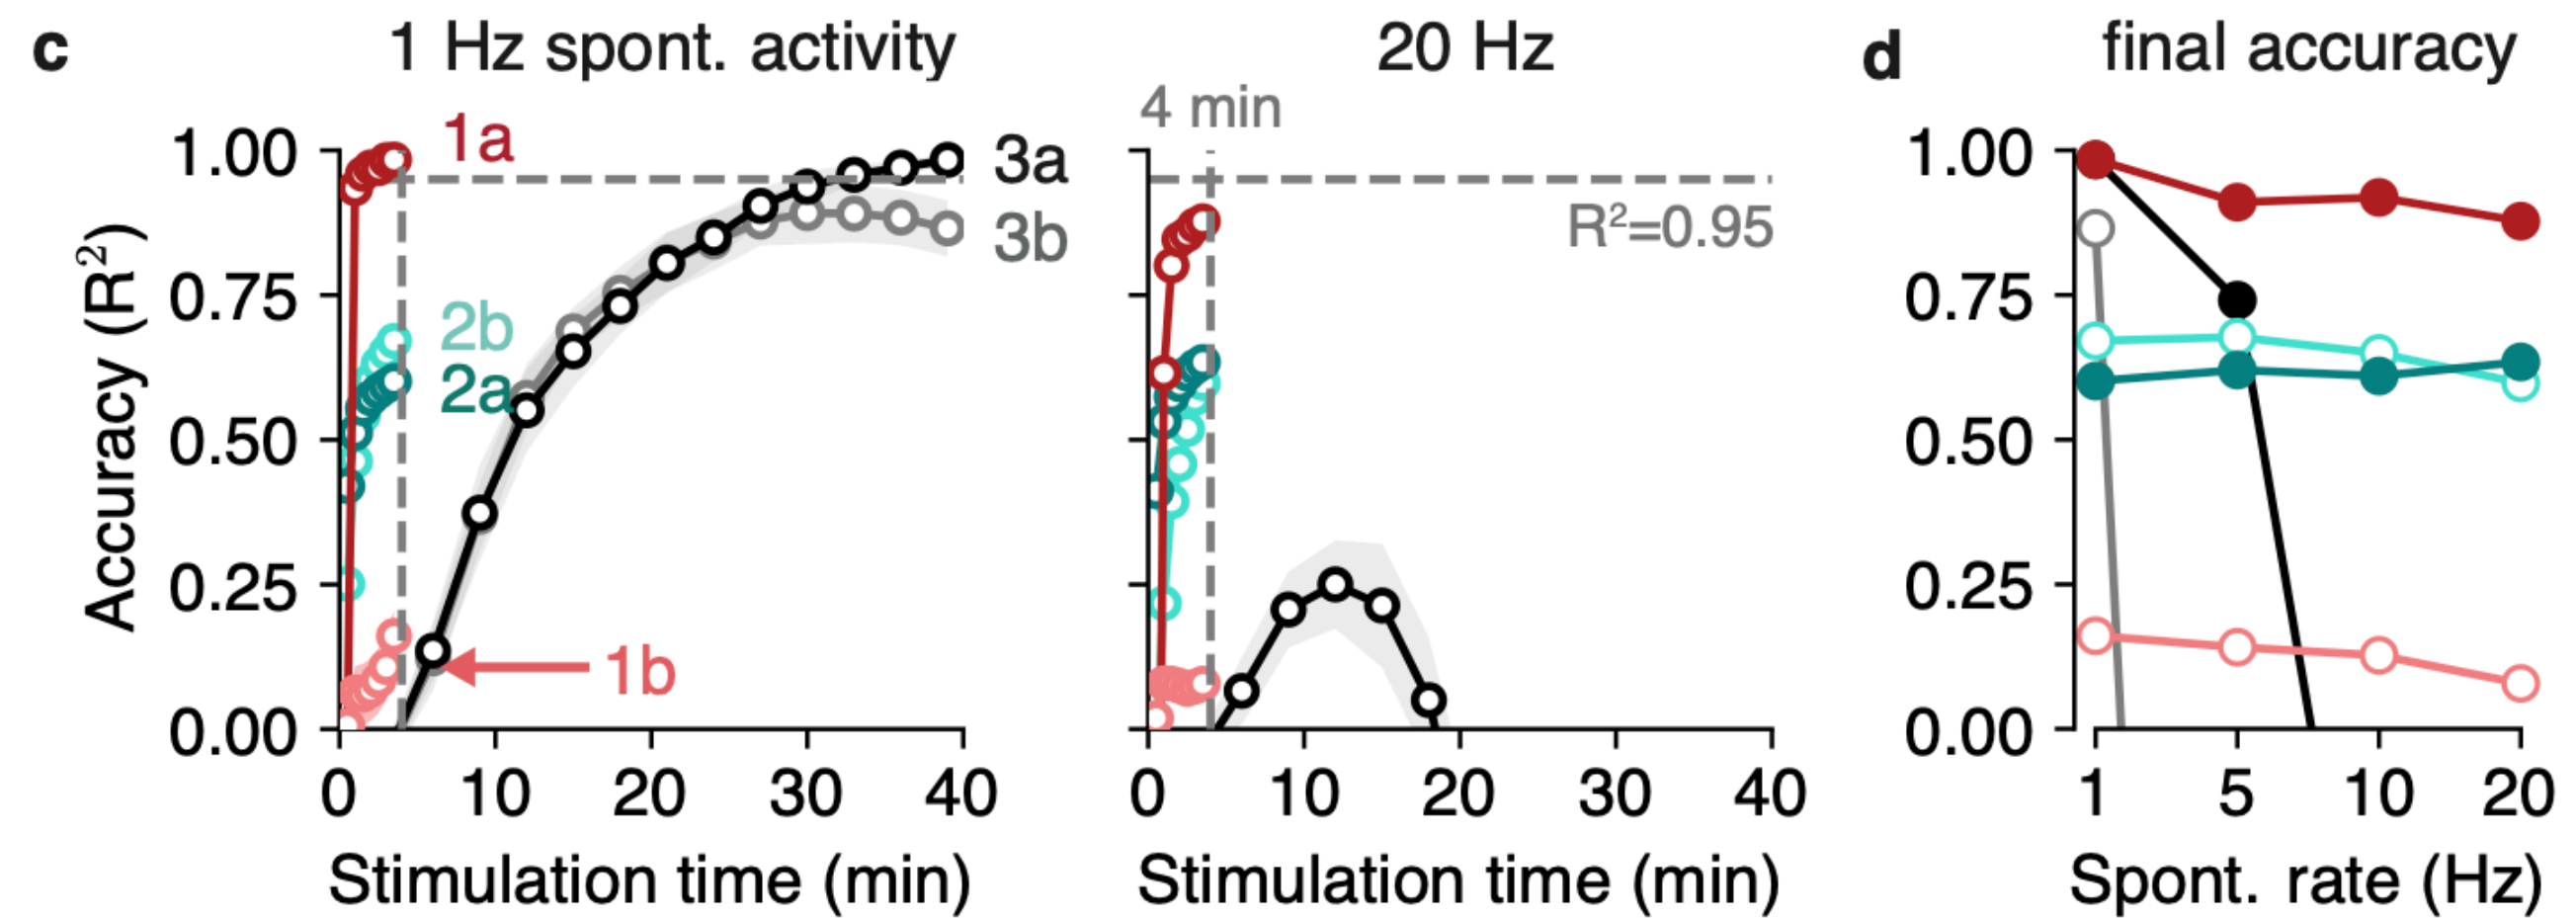 c
1 Hz spont. activity
20 Hz
d
final accuracy
Accuracy (R²)
1.00
0.75
0.50
0.25
0.00
1a
2b
2a
1b
3a
3b
0
10
20
30
40
Stimulation time (min)
4 min
R²=0.95
0
10
20
30
40
Stimulation time (min)
1.00
0.75
0.50
0.25
0.00
1
5
10
20
Spont. rate (Hz)